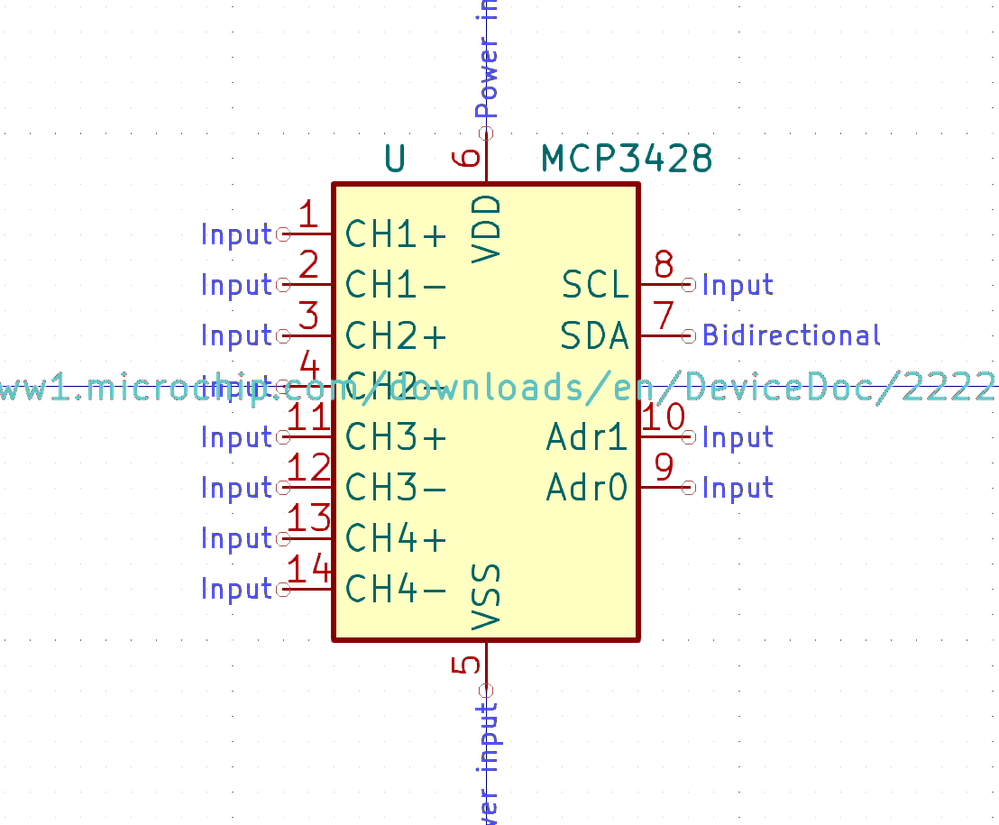 Power in
U 6 MCP3428
VDD
Input 1 CH1+
Input 2 CH1- SCL 8 Input
Input 3 CH2+ SDA 7 Bidirectional
Input 4 CH2-
ww1.microchip.com/downloads/en/DeviceDoc/2222
Input 11 CH3+ Adr1 10 Input
Input 12 CH3- Adr0 9 Input
Input 13 CH4+
Input 14 CH4-
VSS
5
wer input